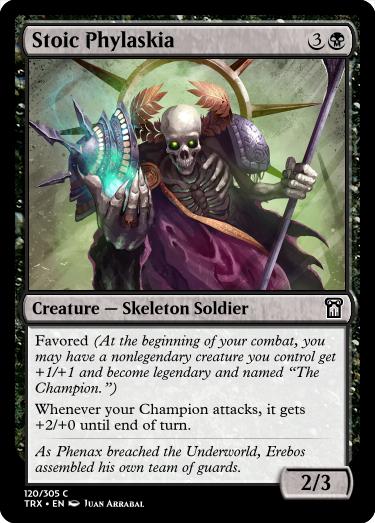 Stoic Phylaskia 3
Creature — Skeleton Soldier
Favored (At the beginning of your combat, you
may have a nonlegendary creature you control get
+1/+1 and become legendary and named “The
Champion.”)
Whenever your Champion attacks, it gets
+2/+0 until end of turn.
As Phenax breached the Underworld, Erebos
assembled his own team of guards.
2/3
120/305 C
TRX • EN Juan Arrabal